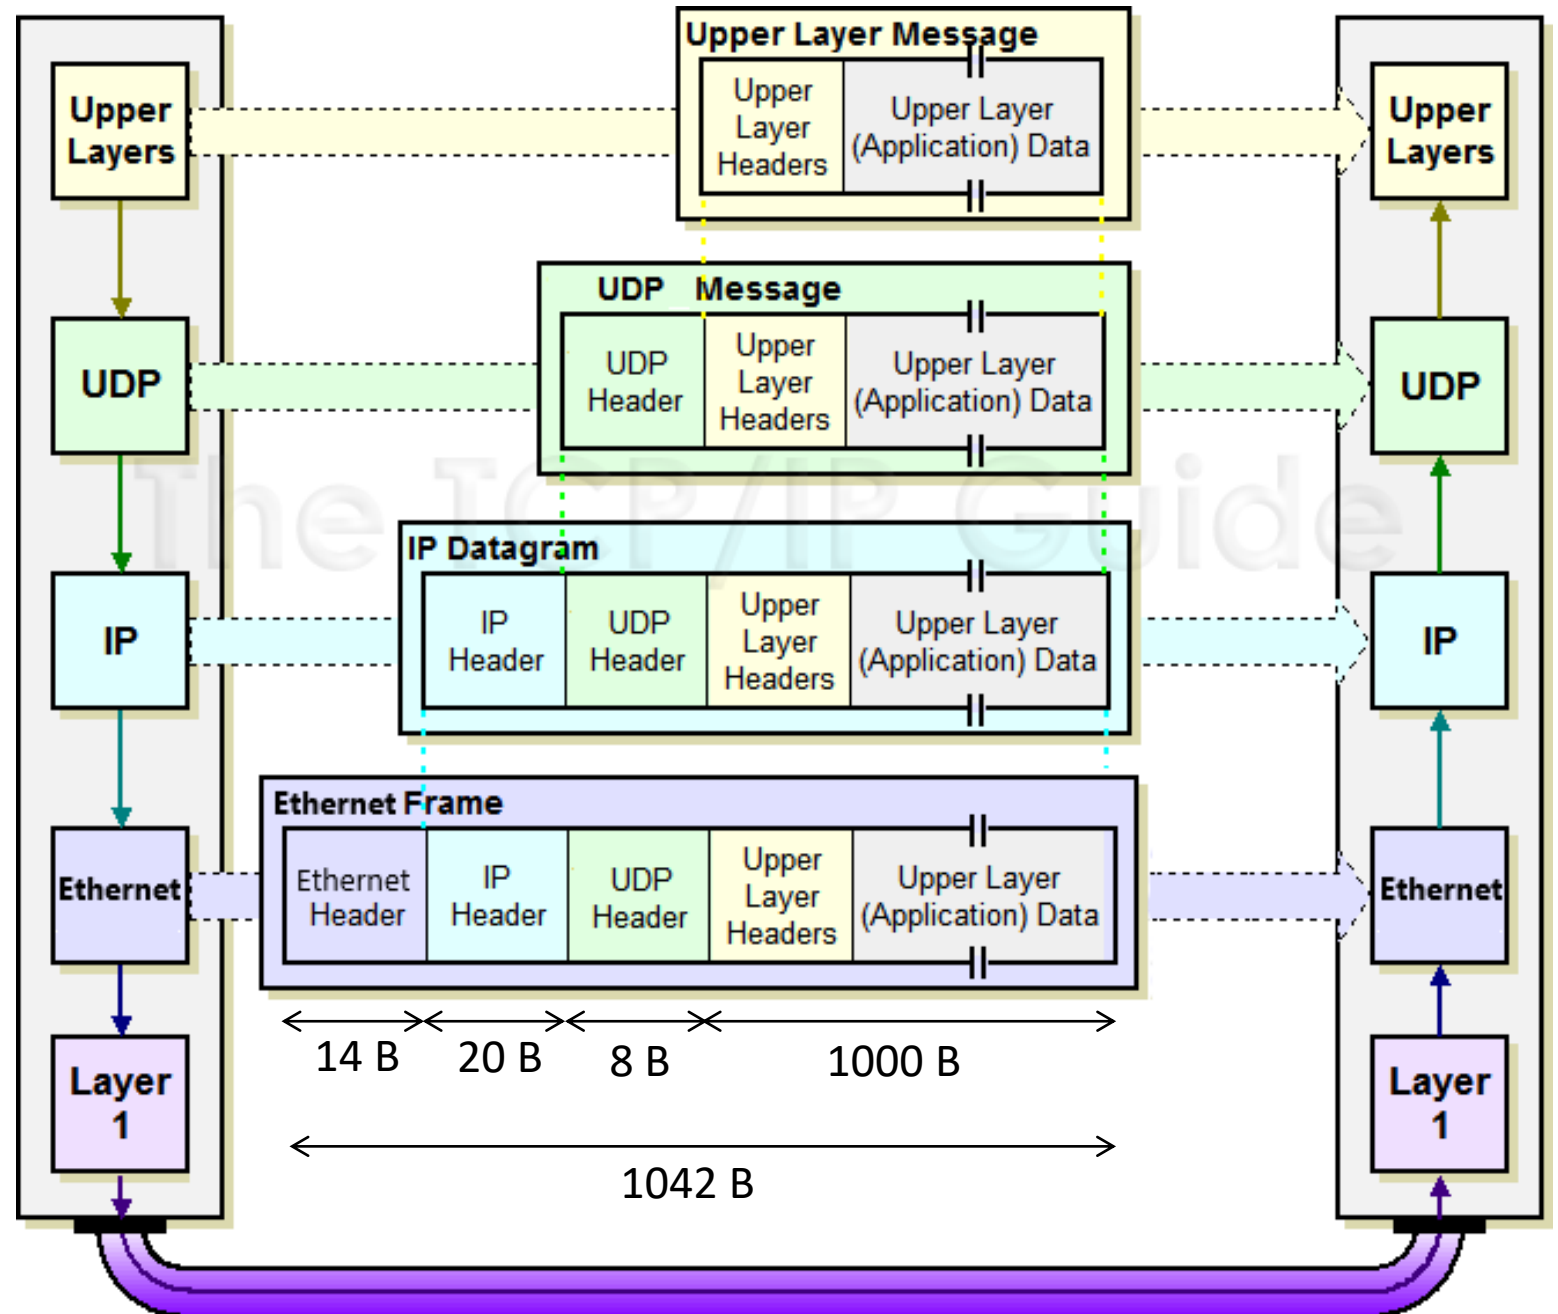 Upper Layer Message
Upper
Layers
Upper
Layer
Headers
Upper Layer
(Application) Data
Upper
Layers
UDP Message
UDP
UDP
Header
Upper
Layer
Headers
Upper Layer
(Application) Data
UDP
The TCP/IP Guide
IP Datagram
IP
IP
Header
UDP
Header
Upper
Layer
Headers
Upper Layer
(Application) Data
IP
Ethernet Frame
Ethernet
Ethernet
Header
IP
Header
UDP
Header
Upper
Layer
Headers
Upper Layer
(Application) Data
Ethernet
14 B
20 B
8 B
1000 B
Layer
1
Layer
1
1042 B